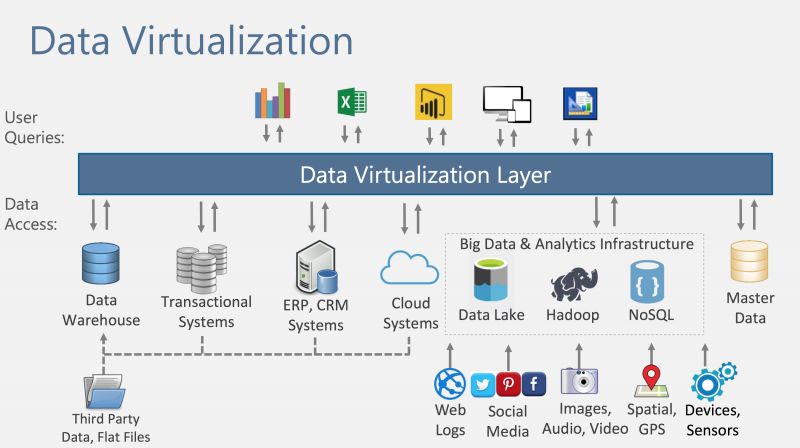 Data Virtualization
User
Queries:
Data Virtualization Layer
Data
Access:
Big Data & Analytics Infrastructure
Data
Warehouse
Transactional
Systems
ERP, CRM
Systems
Cloud
Systems
Data Lake
Hadoop
NoSQL
Master
Data
Third Party
Data, Flat Files
Web
Logs
Social
Media
Images,
Audio, Video
Spatial,
GPS
Devices,
Sensors